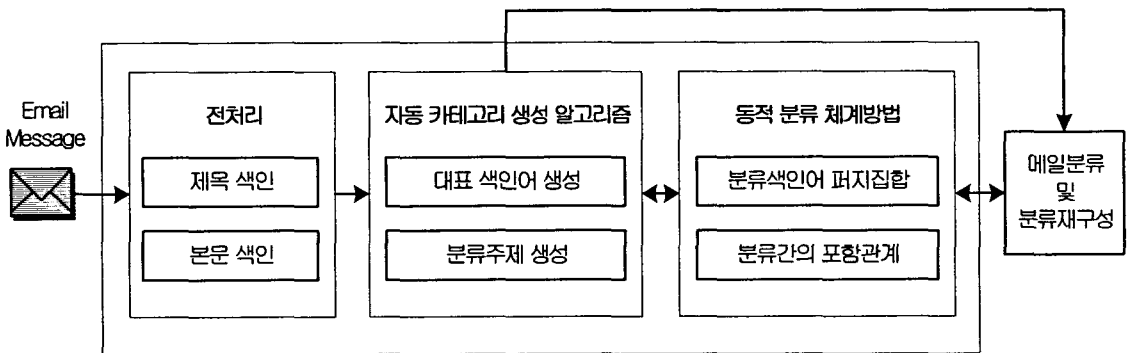 Email
Message
전처리
제목 색인
본문 색인
자동 카테고리 생성 알고리즘
대표 색인어 생성
분류주제 생성
동적 분류 체계방법
분류색인어 퍼지집합
분류간의 포함관계
메일분류
및
분류재구성